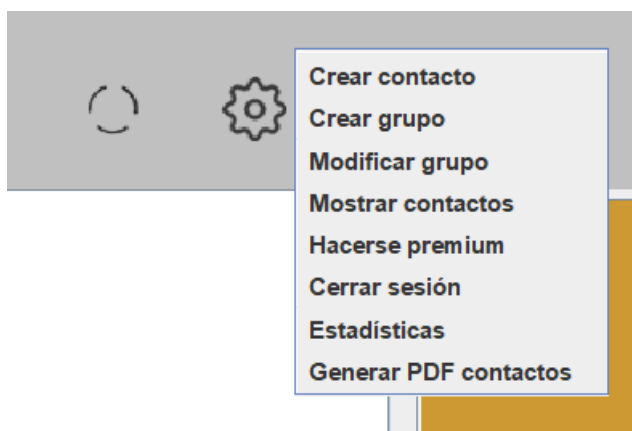 Crear contacto
Crear grupo
Modificar grupo
Mostrar contactos
Hacerse premium
Cerrar sesión
Estadísticas
Generar PDF contactos